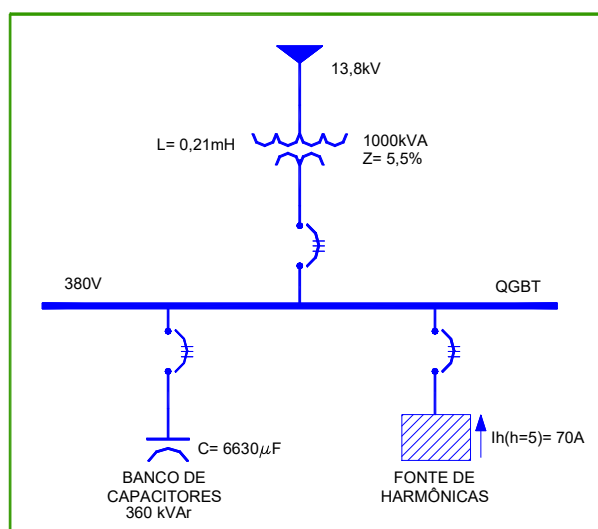 13,8kV
L= 0,21mH
1000kVA
Z= 5,5%
380V
QGBT
C= 6630μF
Ih(h=5)= 70A
BANCO DE
CAPACITORES
360 kVAr
FONTE DE
HARMÔNICAS